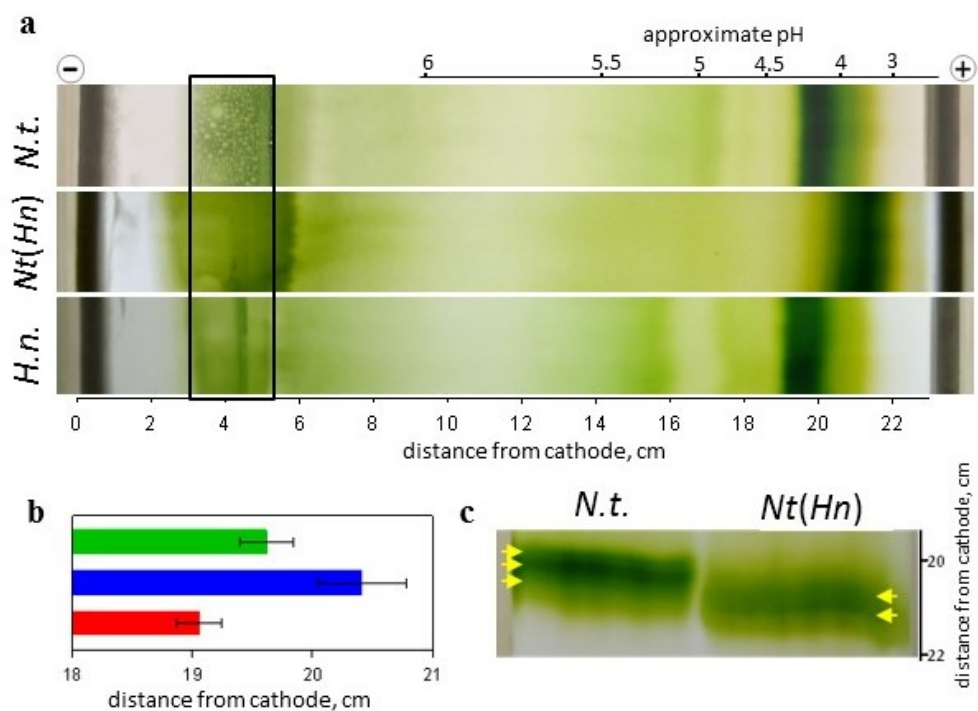 a
approximate pH
6 5.5 5 4.5 4 3
− +
N.t.
Nt(Hn)
H.n.
0 2 4 6 8 10 12 14 16 18 20 22
distance from cathode, cm
b
18 19 20 21
distance from cathode, cm
c
N.t. Nt(Hn)
20
22
distance from cathode, cm